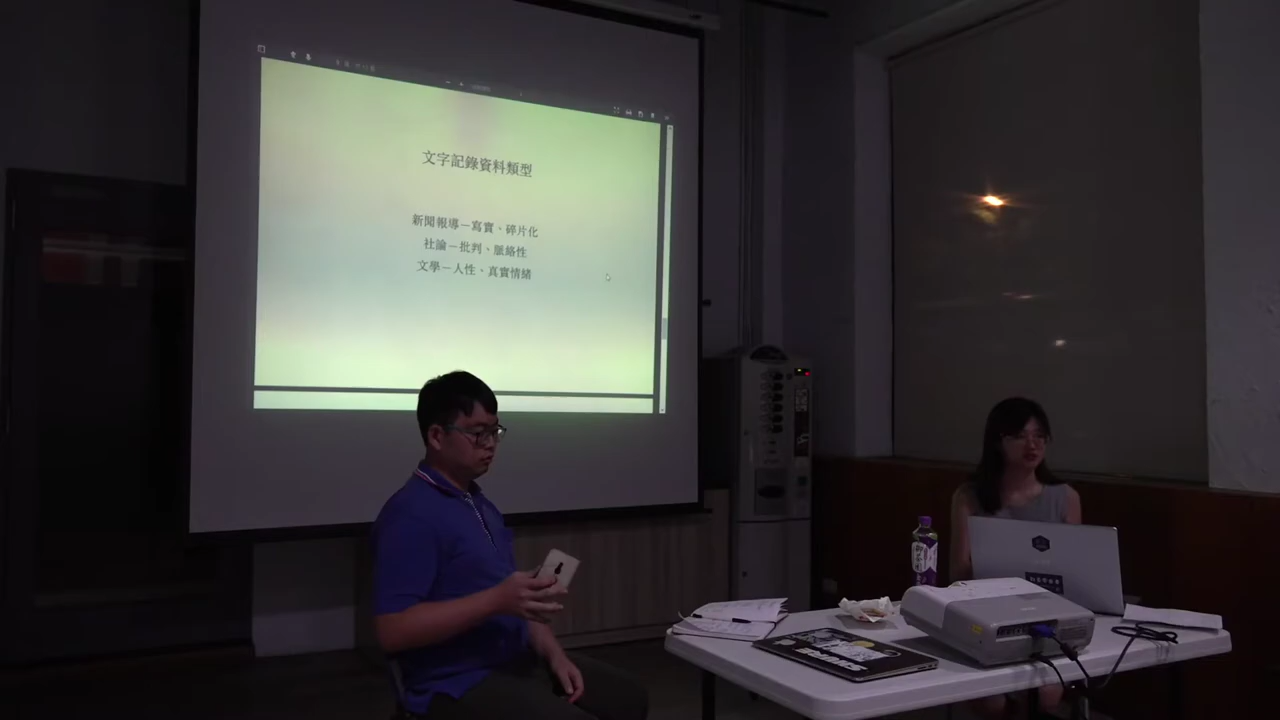 文字記錄資料類型
新聞報導－寫實、碎片化
社論－批判、脈絡性
文學－人性、真實情緒